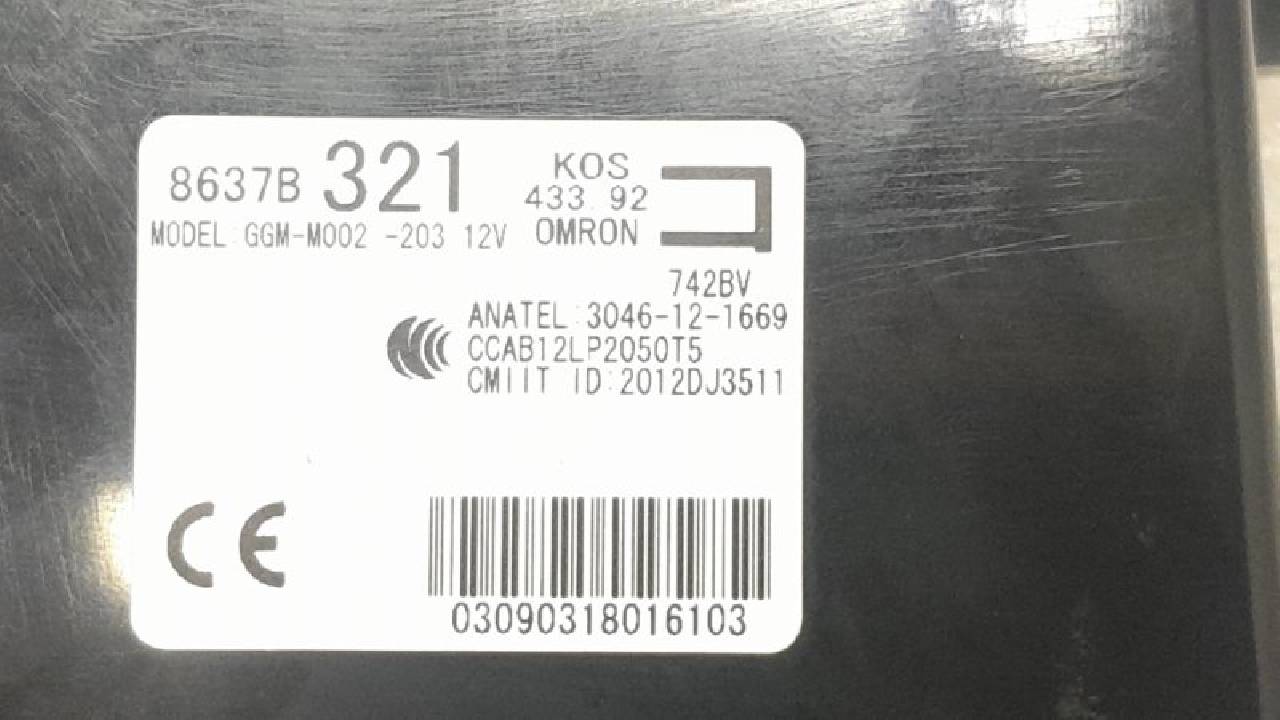 8637B 321
MODEL GGM-M002 -203 12V
KOS
433.92
OMRON
742BV
ANATEL:3046-12-1669
CCAB12LP2050T5
CMIIT ID:2012DJ3511
CE
03090318016103